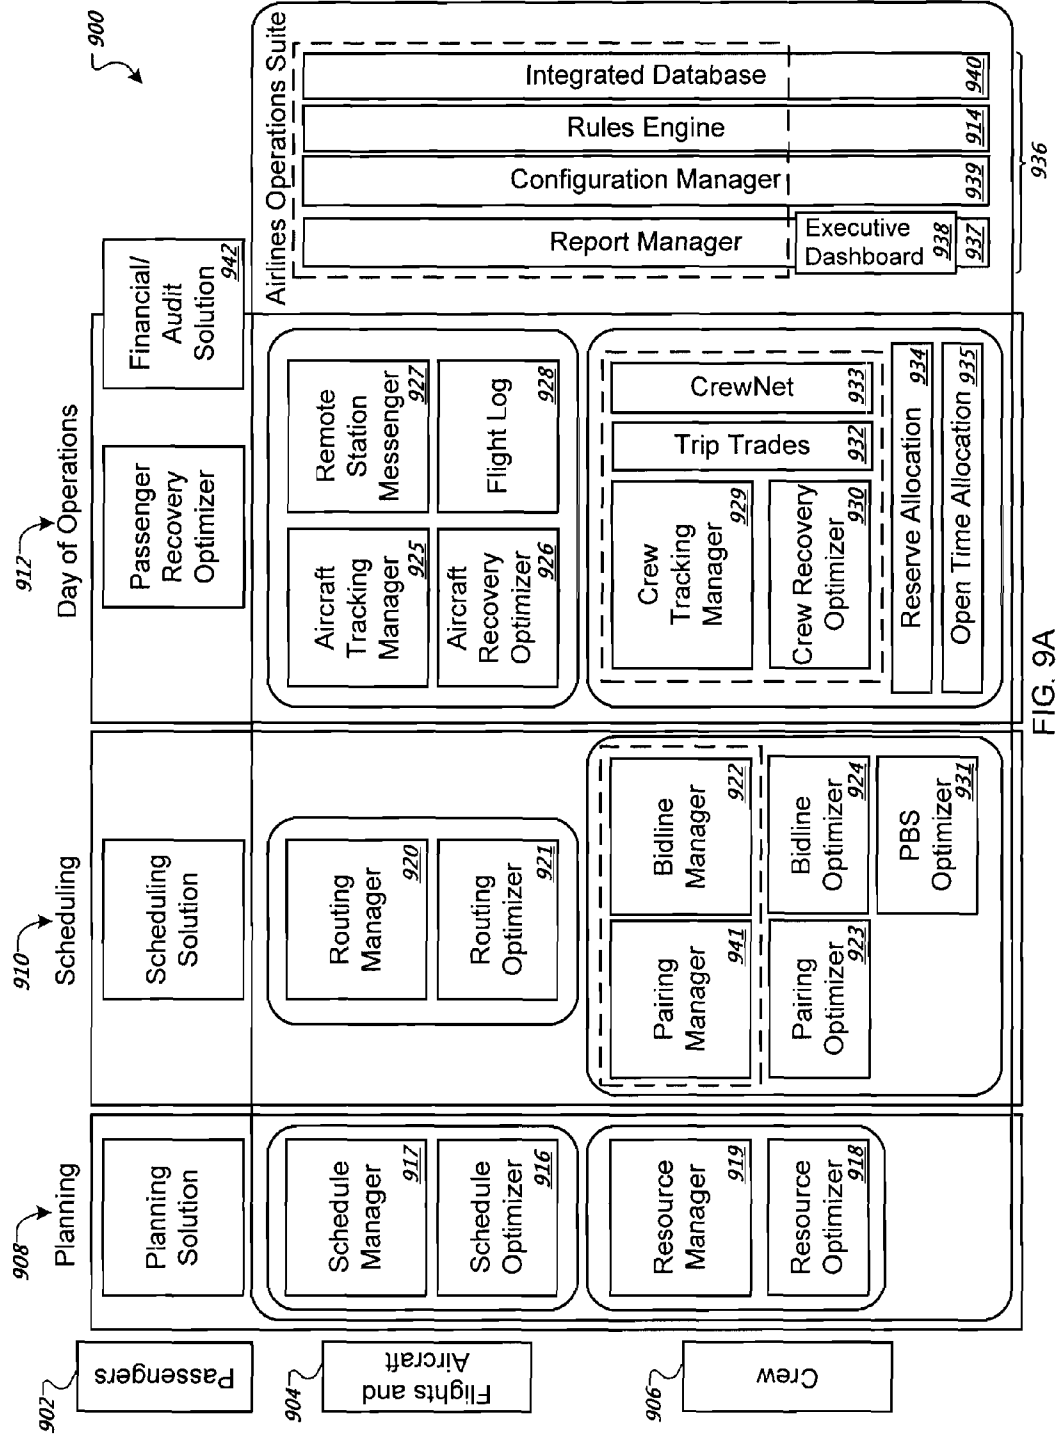 900
912
Day of Operations
910
Scheduling
908
Planning
902
Passengers
904
Flights and
Aircraft
906
Crew
Planning
Solution
Schedule
Manager
917
Schedule
Optimizer
916
Resource
Manager
919
Resource
Optimizer
918
Scheduling
Solution
Routing
Manager
920
Routing
Optimizer
921
Pairing
Manager
941
Bidline
Manager
922
Pairing
Optimizer
923
Bidline
Optimizer
924
PBS
Optimizer
931
Passenger
Recovery
Optimizer
Financial/
Audit
Solution
942
Aircraft
Tracking
Manager
925
Remote
Station
Messenger
927
Aircraft
Recovery
Optimizer
926
Flight Log
928
CrewNet
933
Trip Trades
932
Crew
Tracking
Manager
929
Crew Recovery
Optimizer
930
Reserve Allocation
934
Open Time Allocation
935
Airlines Operations Suite
Integrated Database
940
Rules Engine
914
Configuration Manager
939
Report Manager
Executive
Dashboard
938
937
936
FIG. 9A